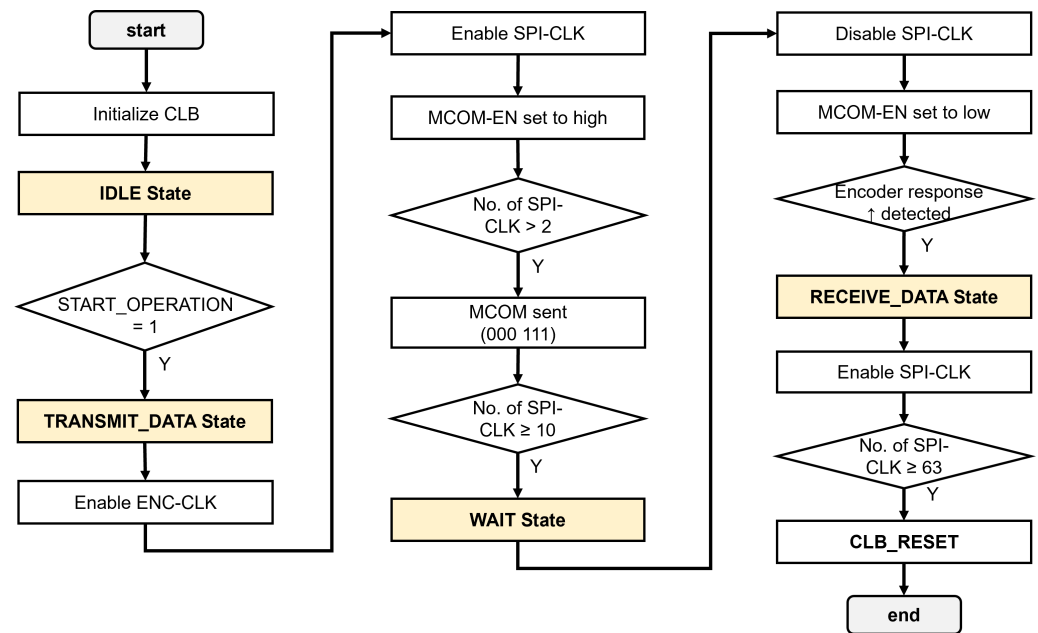 start
Initialize CLB
IDLE State
START_OPERATION
= 1
Y
TRANSMIT_DATA State
Enable ENC-CLK
Enable SPI-CLK
MCOM-EN set to high
No. of SPI-
CLK > 2
Y
MCOM sent
(000 111)
No. of SPI-
CLK ≥ 10
Y
WAIT State
Disable SPI-CLK
MCOM-EN set to low
Encoder response
↑ detected
Y
RECEIVE_DATA State
Enable SPI-CLK
No. of SPI-
CLK ≥ 63
Y
CLB_RESET
end